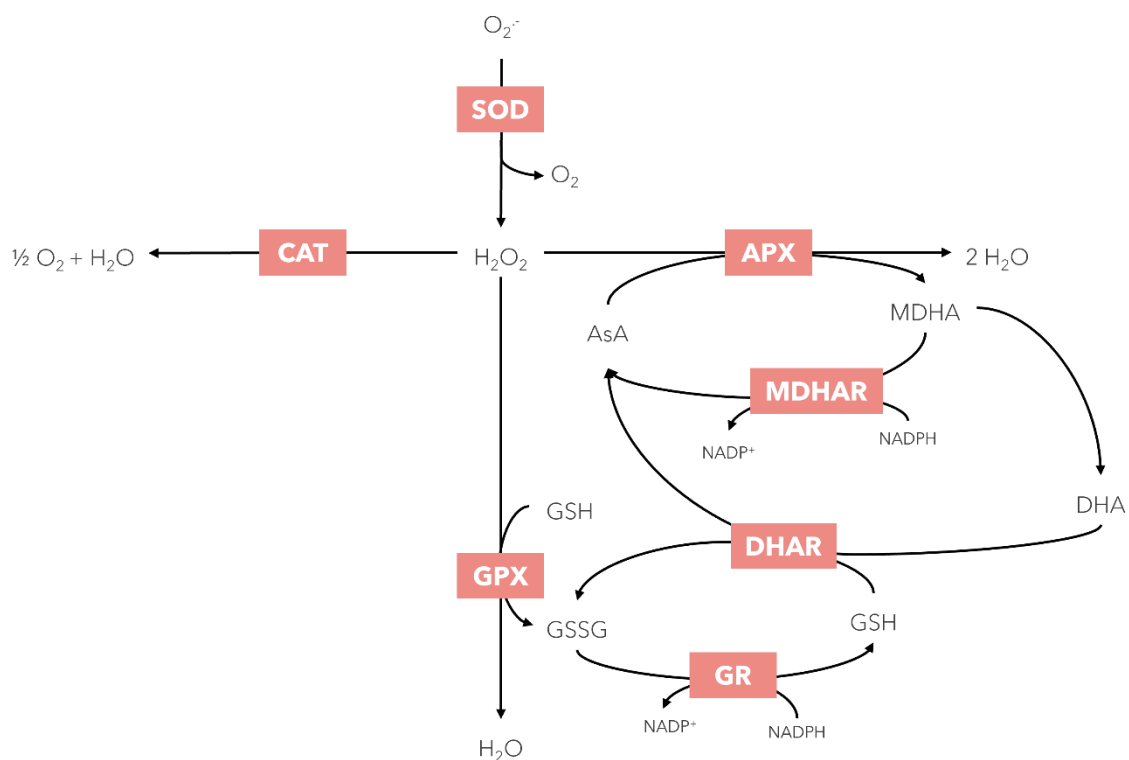 O₂·⁻
SOD
O₂
½ O₂ + H₂O
CAT
H₂O₂
APX
2 H₂O
MDHA
AsA
MDHAR
NADP⁺
NADPH
DHA
GSH
DHAR
GPX
GSSG
GSH
GR
NADP⁺
NADPH
H₂O